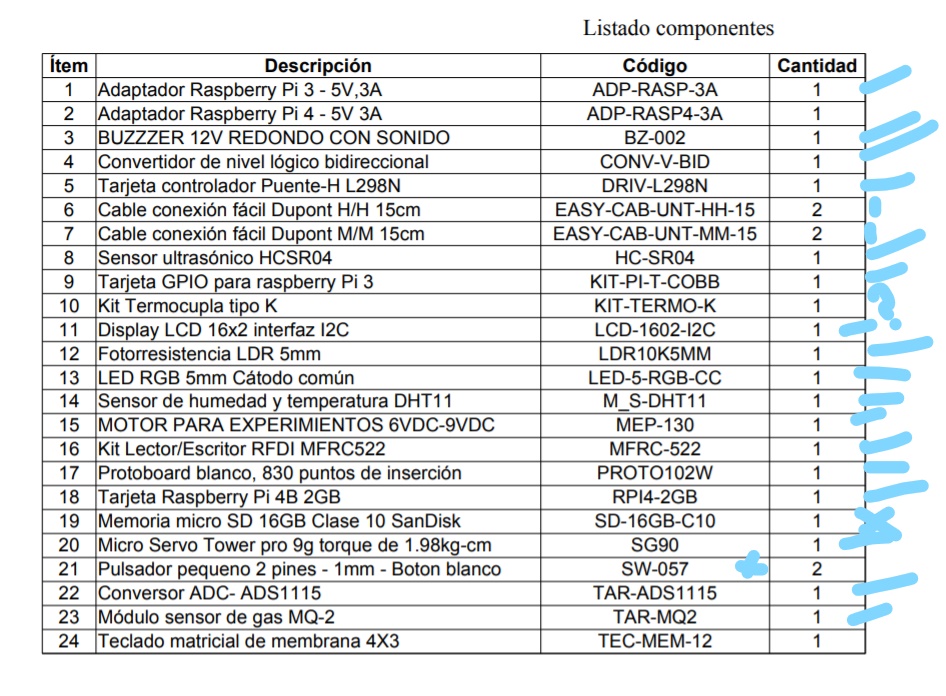 Listado componentes
Ítem Descripción Código Cantidad
1 Adaptador Raspberry Pi 3 - 5V,3A ADP-RASP-3A 1
2 Adaptador Raspberry Pi 4 - 5V 3A ADP-RASP4-3A 1
3 BUZZZER 12V REDONDO CON SONIDO BZ-002 1
4 Convertidor de nivel lógico bidireccional CONV-V-BID 1
5 Tarjeta controlador Puente-H L298N DRIV-L298N 1
6 Cable conexión fácil Dupont H/H 15cm EASY-CAB-UNT-HH-15 2
7 Cable conexión fácil Dupont M/M 15cm EASY-CAB-UNT-MM-15 2
8 Sensor ultrasónico HCSR04 HC-SR04 1
9 Tarjeta GPIO para raspberry Pi 3 KIT-PI-T-COBB 1
10 Kit Termocupla tipo K KIT-TERMO-K 1
11 Display LCD 16x2 interfaz I2C LCD-1602-I2C 1
12 Fotorresistencia LDR 5mm LDR10K5MM 1
13 LED RGB 5mm Cátodo común LED-5-RGB-CC 1
14 Sensor de humedad y temperatura DHT11 M_S-DHT11 1
15 MOTOR PARA EXPERIMENTOS 6VDC-9VDC MEP-130 1
16 Kit Lector/Escritor RFDI MFRC522 MFRC-522 1
17 Protoboard blanco, 830 puntos de inserción PROTO102W 1
18 Tarjeta Raspberry Pi 4B 2GB RPI4-2GB 1
19 Memoria micro SD 16GB Clase 10 SanDisk SD-16GB-C10 1
20 Micro Servo Tower pro 9g torque de 1.98kg-cm SG90 1
21 Pulsador pequeno 2 pines - 1mm - Boton blanco SW-057 2
22 Conversor ADC- ADS1115 TAR-ADS1115 1
23 Módulo sensor de gas MQ-2 TAR-MQ2 1
24 Teclado matricial de membrana 4X3 TEC-MEM-12 1